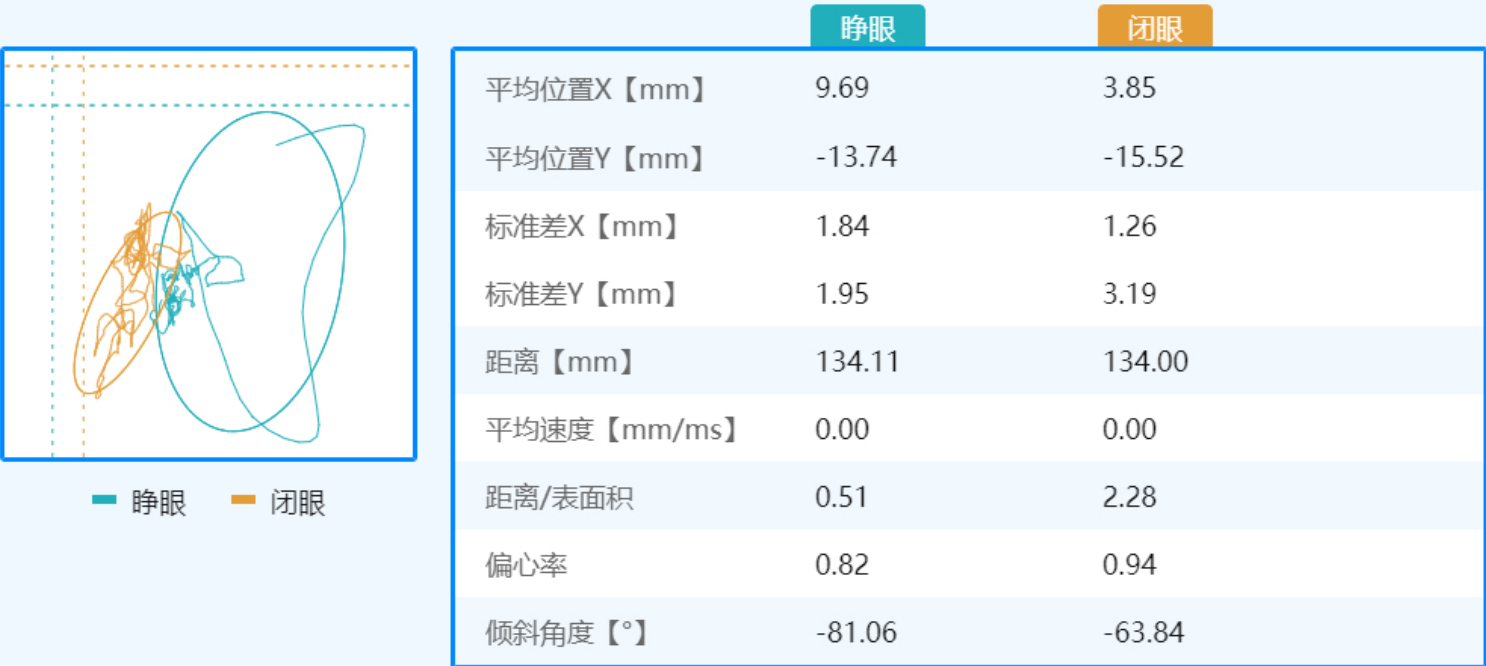 睁眼 闭眼
平均位置X【mm】 9.69 3.85
平均位置Y【mm】 -13.74 -15.52
标准差X【mm】 1.84 1.26
标准差Y【mm】 1.95 3.19
距离【mm】 134.11 134.00
平均速度【mm/ms】 0.00 0.00
距离/表面积 0.51 2.28
偏心率 0.82 0.94
倾斜角度【°】 -81.06 -63.84
睁眼 闭眼